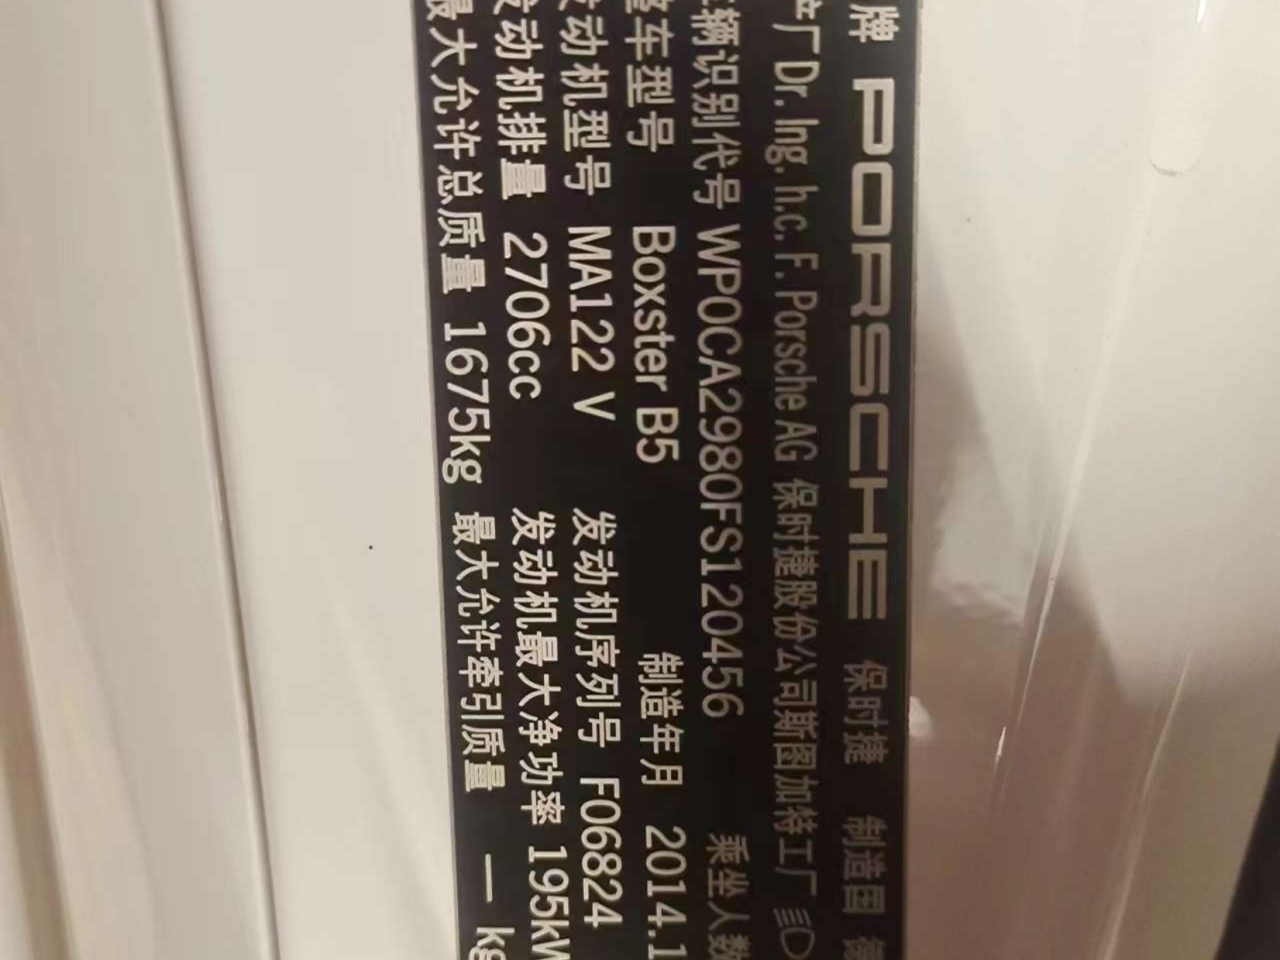 牌 PORSCHE 保时捷 制造国 德
产厂 Dr. Ing. h.c. F. Porsche AG 保时捷股份公司斯图加特工厂
车辆识别代号 WP0CA2980FS120456 乘坐人数
整车型号 Boxster B5 制造年月 2014.1
发动机型号 MA122 V 发动机序列号 F06824
发动机排量 2706cc 发动机最大净功率 195kW
最大允许总质量 1675kg 最大允许牵引质量 — kg